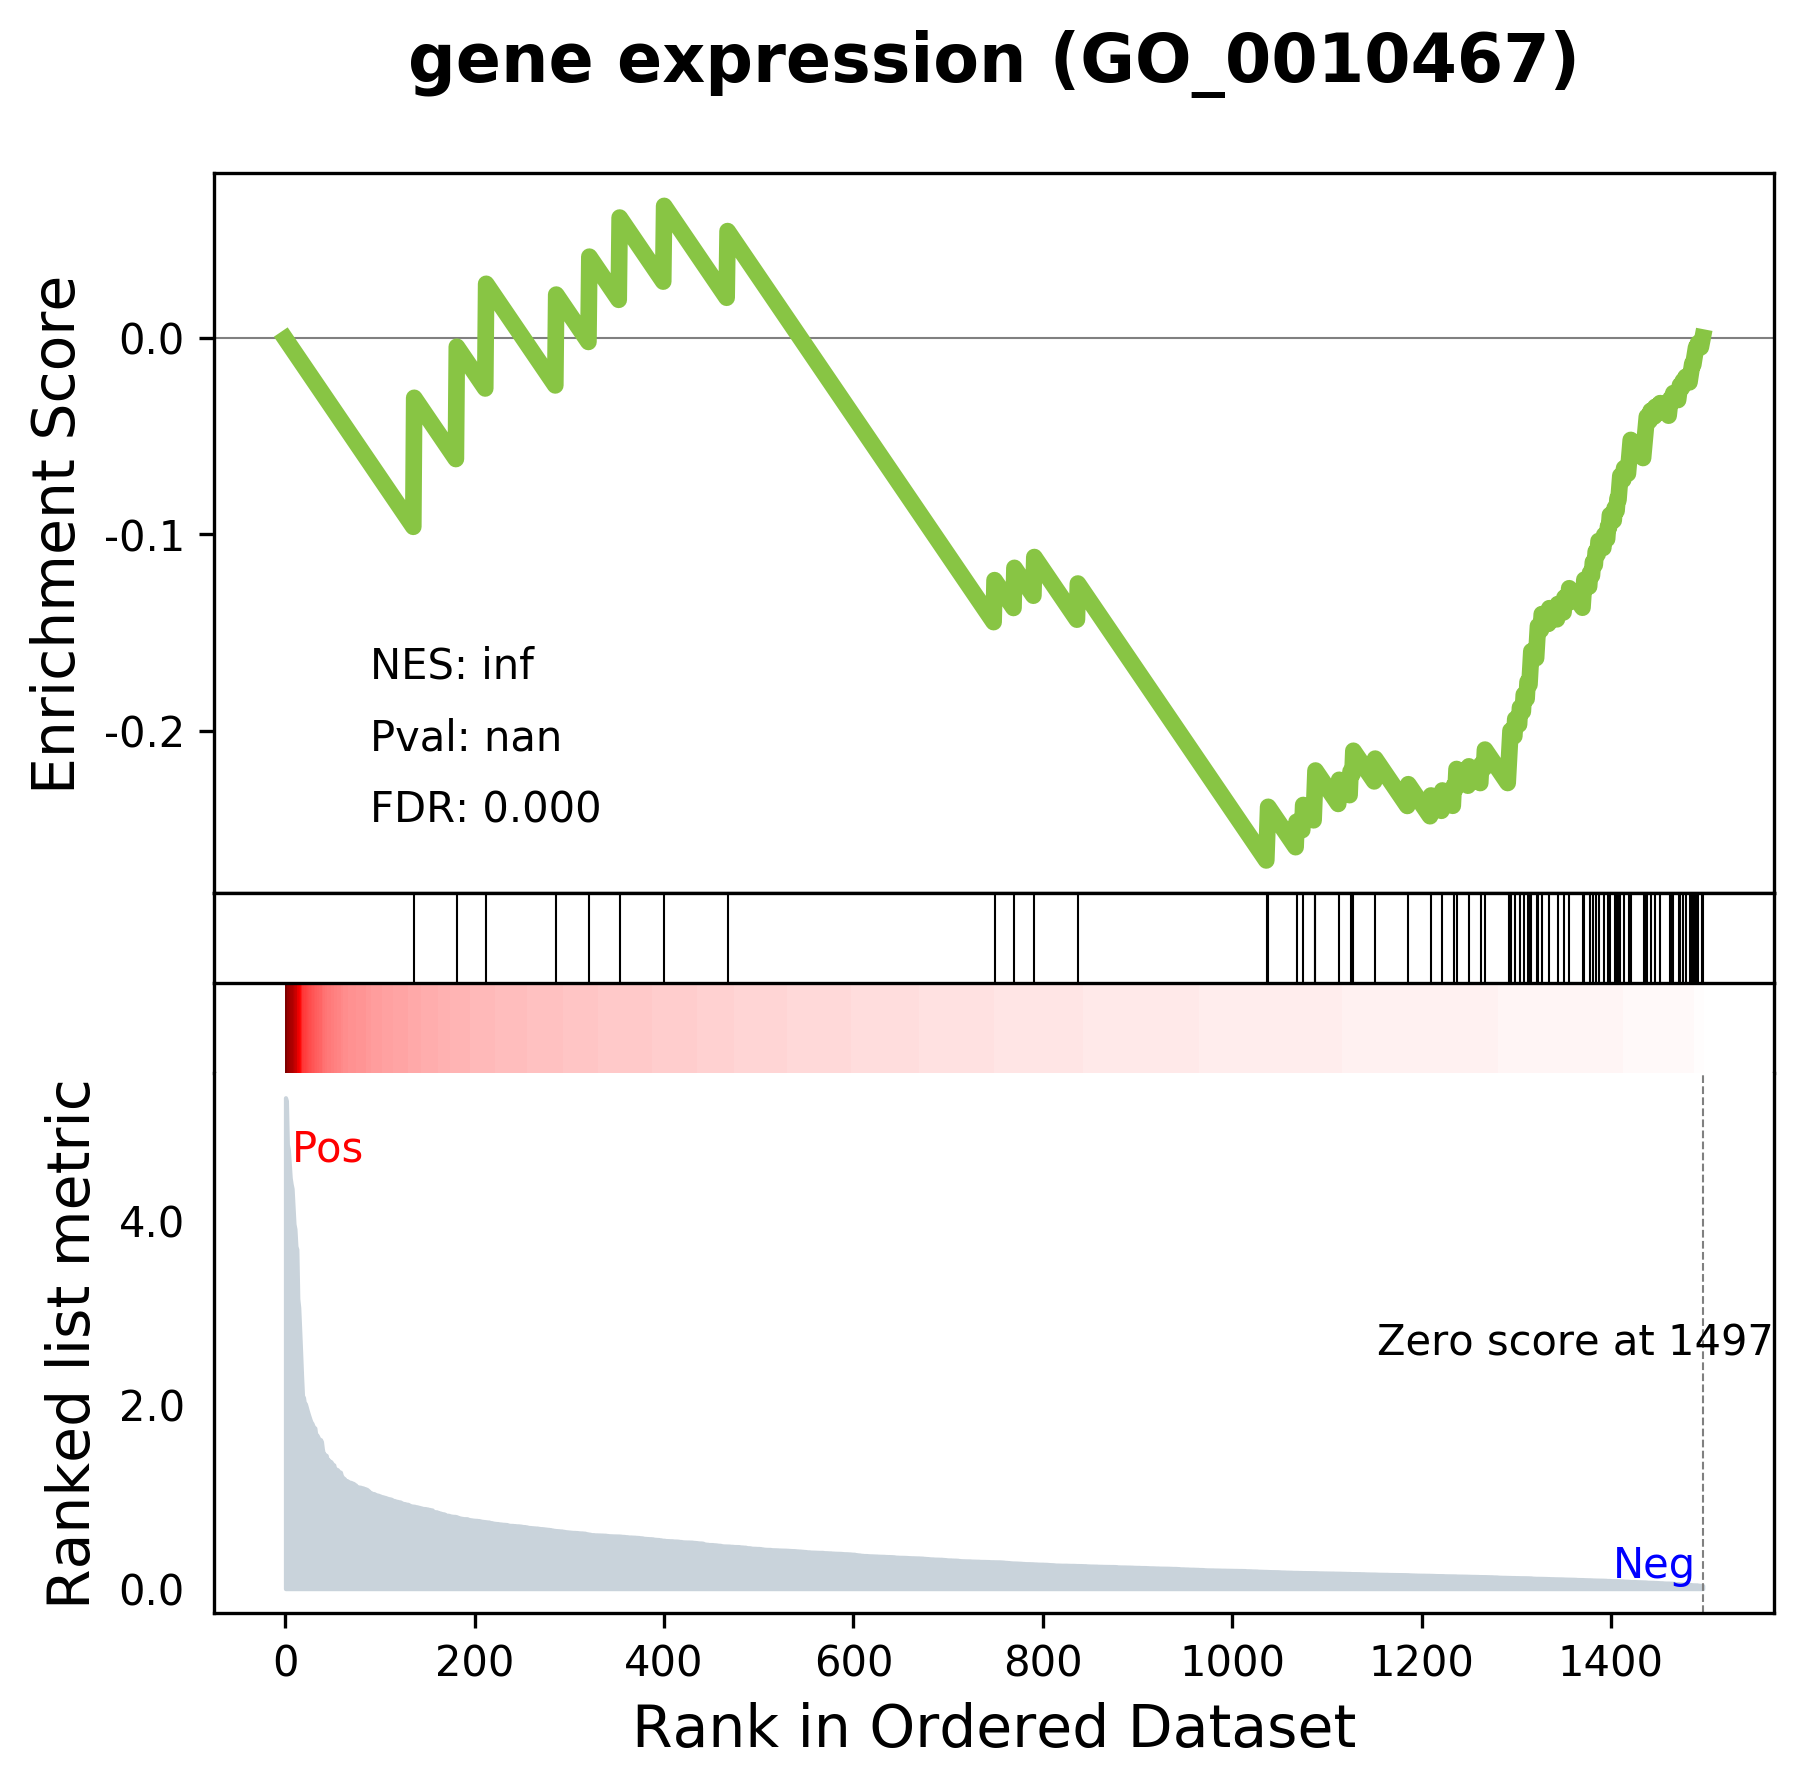 gene expression (GO_0010467)
Enrichment Score
0.0
-0.1
-0.2
NES: inf
Pval: nan
FDR: 0.000
Ranked list metric
Pos
4.0
2.0
0.0
Zero score at 1497
Neg
0 200 400 600 800 1000 1200 1400
Rank in Ordered Dataset